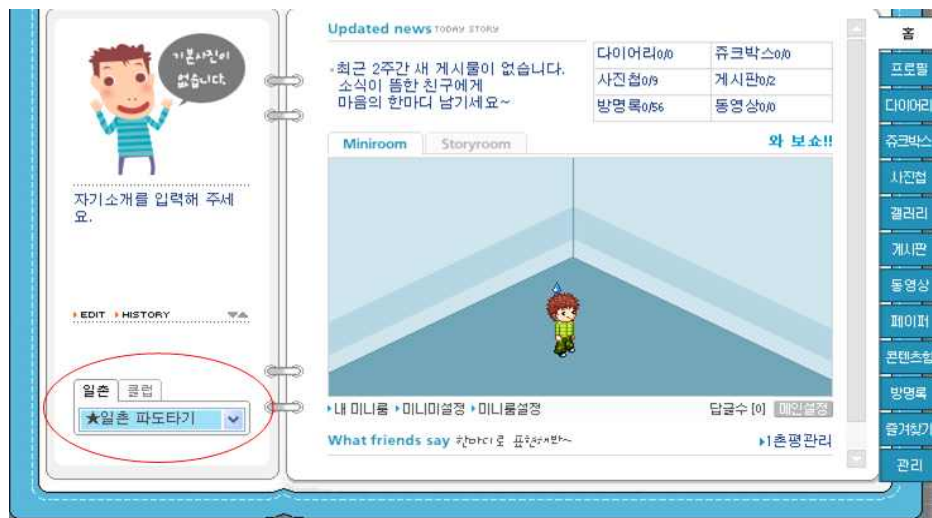 기본사진이
없습니다.
자기소개를 입력해 주세
요.
EDIT HISTORY
일촌 클럽
★일촌 파도타기
Updated news TODAY STORY
최근 2주간 새 게시물이 없습니다.
소식이 뜸한 친구에게
마음의 한마디 남기세요~
다이어리0/0 쥬크박스0/0
사진첩0/9 게시판0/2
방명록0/56 동영상0/0
Miniroom Storyroom 와 보쇼!!
내 미니룸 미니미설정 미니룸설정 답글수 [0] 메인설정
What friends say 한마디로 표현해봐~ 1촌평관리
홈
프로필
다이어리
쥬크박스
사진첩
갤러리
게시판
동영상
페이퍼
콘텐츠함
방명록
즐겨찾기
관리